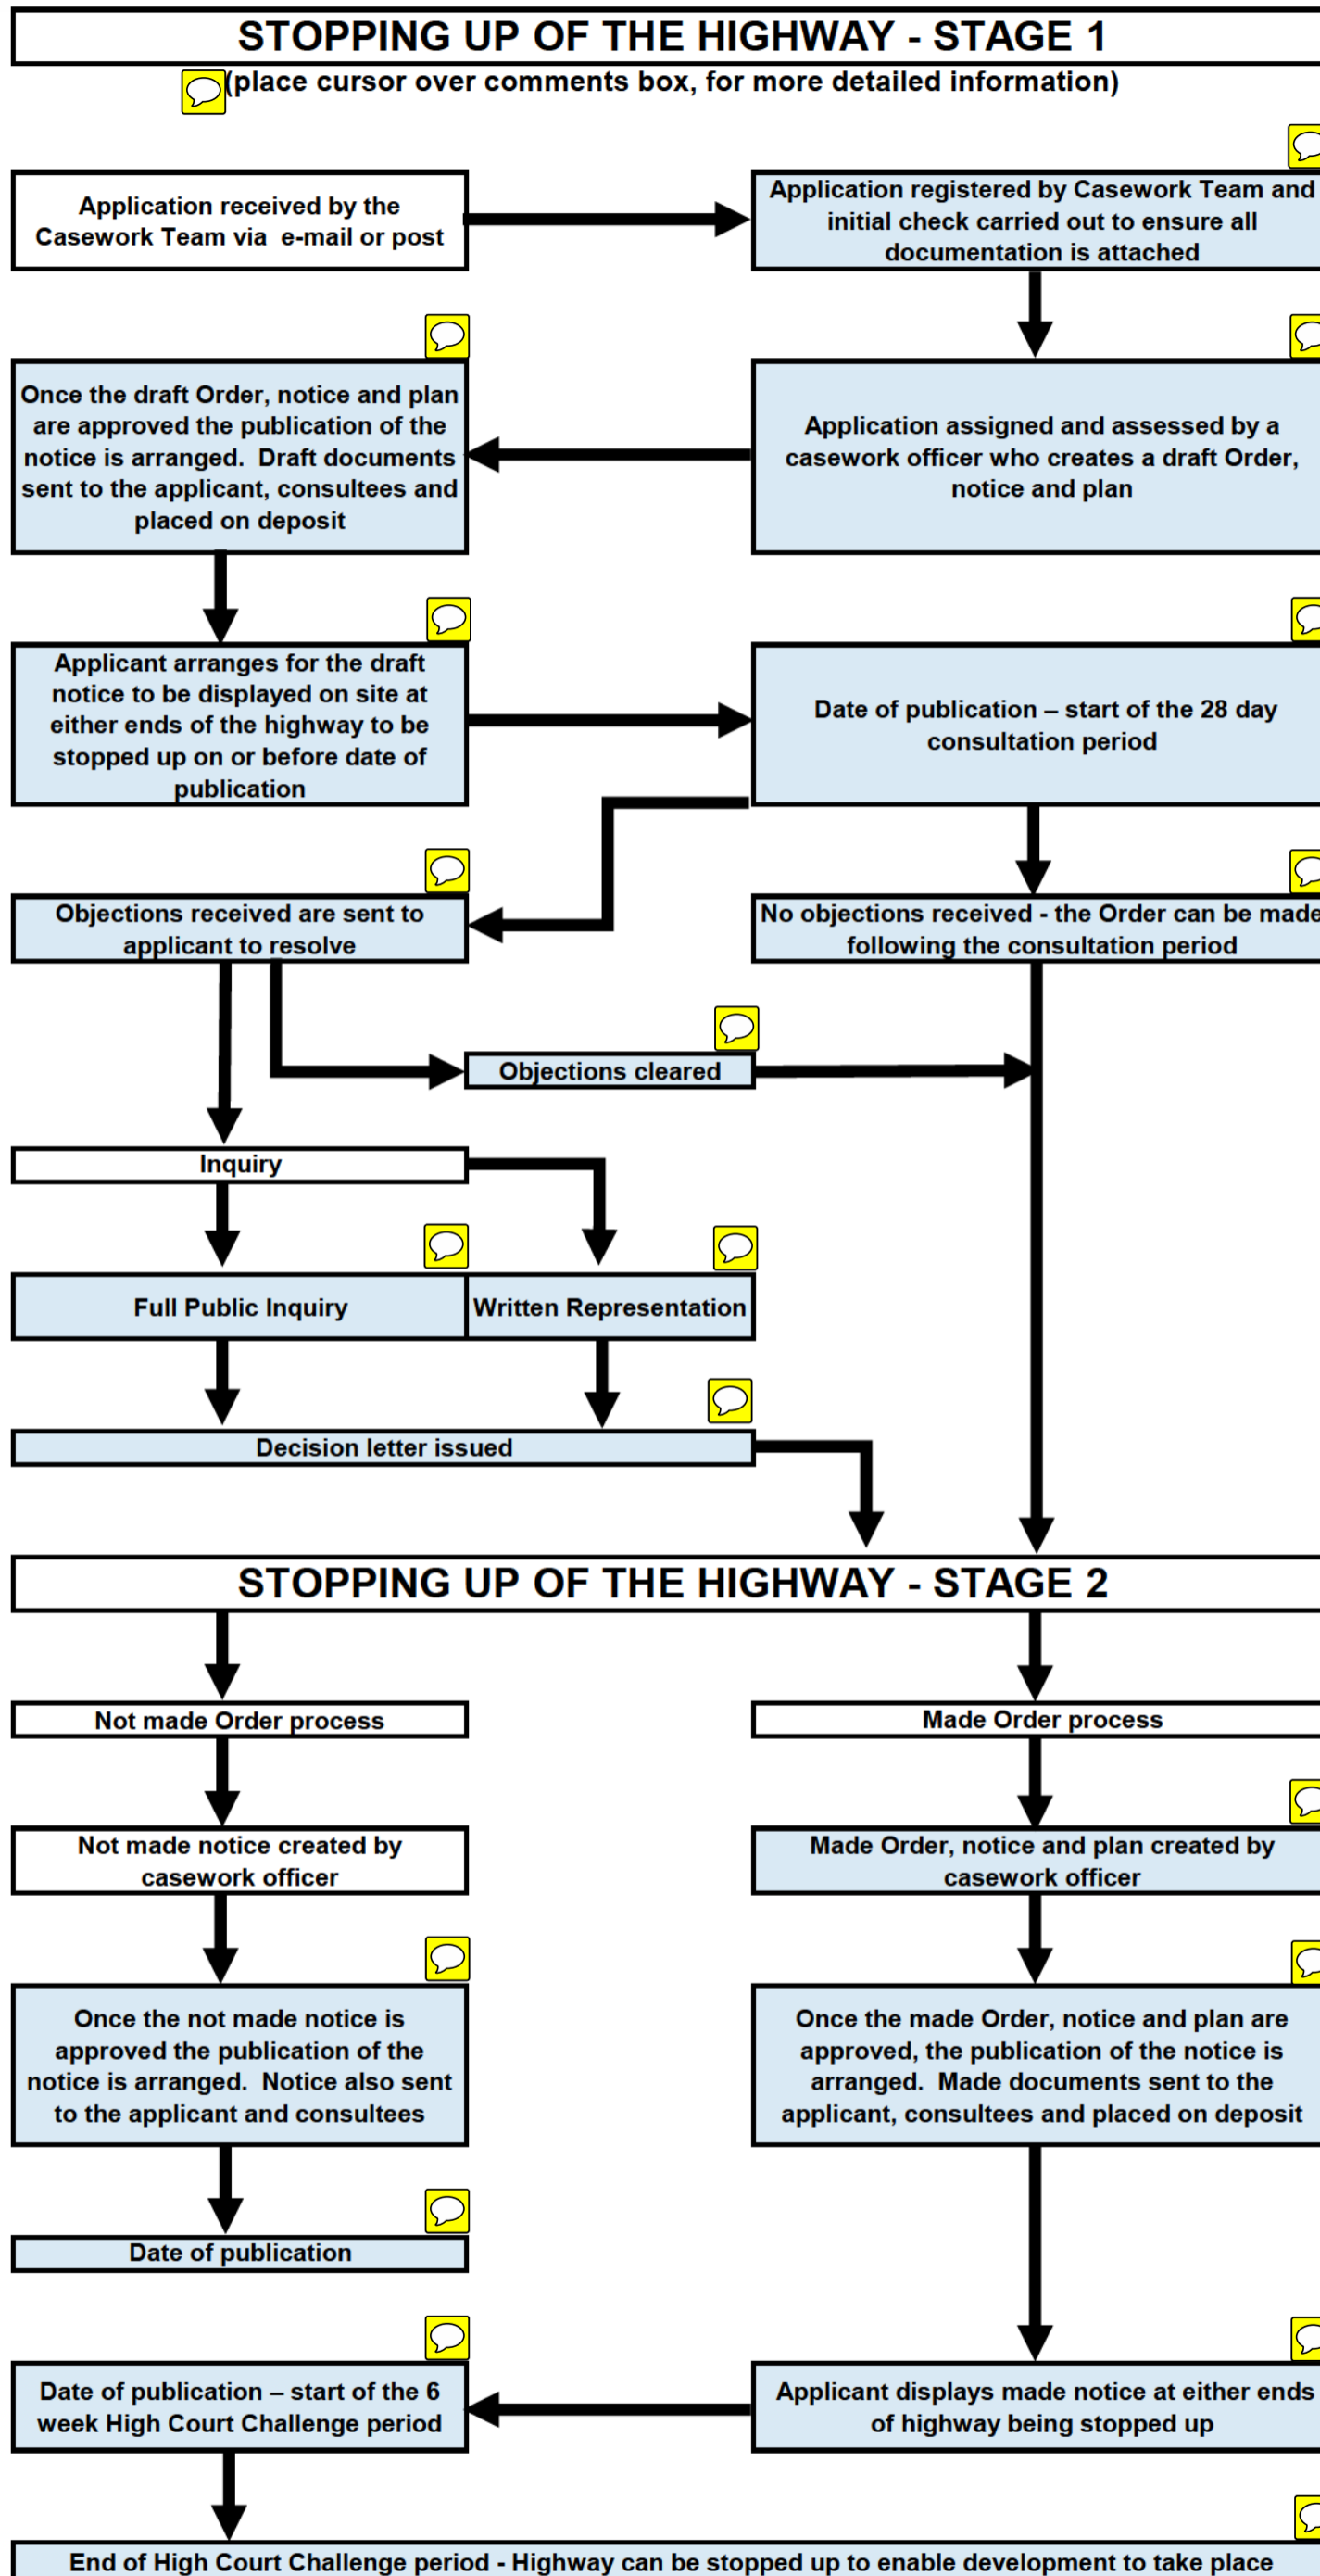 STOPPING UP OF THE HIGHWAY - STAGE 1
(place cursor over comments box, for more detailed information)
Application received by the
Casework Team via e-mail or post
Application registered by Casework Team and
initial check carried out to ensure all
documentation is attached
Once the draft Order, notice and plan
are approved the publication of the
notice is arranged. Draft documents
sent to the applicant, consultees and
placed on deposit
Application assigned and assessed by a
casework officer who creates a draft Order,
notice and plan
Applicant arranges for the draft
notice to be displayed on site at
either ends of the highway to be
stopped up on or before date of
publication
Date of publication – start of the 28 day
consultation period
Objections received are sent to
applicant to resolve
No objections received - the Order can be made
following the consultation period
Objections cleared
Inquiry
Full Public Inquiry
Written Representation
Decision letter issued
STOPPING UP OF THE HIGHWAY - STAGE 2
Not made Order process
Made Order process
Not made notice created by
casework officer
Made Order, notice and plan created by
casework officer
Once the not made notice is
approved the publication of the
notice is arranged. Notice also sent
to the applicant and consultees
Once the made Order, notice and plan are
approved, the publication of the notice is
arranged. Made documents sent to the
applicant, consultees and placed on deposit
Date of publication
Date of publication – start of the 6
week High Court Challenge period
Applicant displays made notice at either ends
of highway being stopped up
End of High Court Challenge period - Highway can be stopped up to enable development to take place